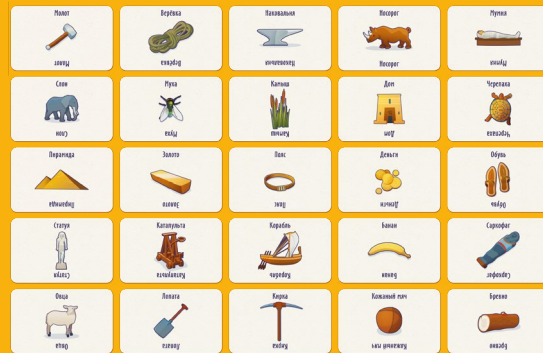 Молот
Верёвка
Наковальня
Носорог
Мумия
Молот
Верёвка
Наковальня
Носорог
Мумия
Слон
Муха
Камыш
Дом
Черепаха
Слон
Муха
Камыш
Дом
Черепаха
Пирамида
Золото
Пояс
Деньги
Обувь
Пирамида
Золото
Пояс
Деньги
Обувь
Статуя
Катапульта
Корабль
Банан
Саркофаг
Статуя
Катапульта
Корабль
Банан
Саркофаг
Овца
Лопата
Кирка
Кожаный мяч
Бревно
Овца
Лопата
Кирка
Кожаный мяч
Бревно